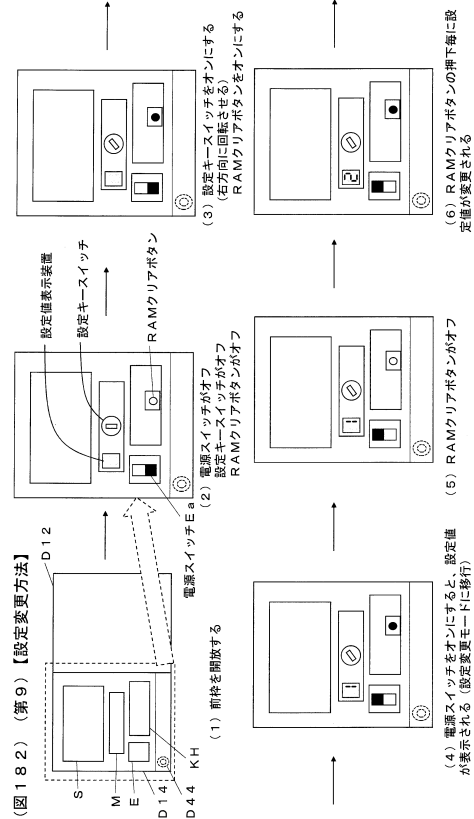 （図１８２）（第９）【設定変更方法】
Ｄ１２
Ｓ
Ｍ
Ｅ
Ｄ１４
Ｄ４４
ＫＨ
（１）前枠を開放する
設定値表示装置
設定キースイッチ
ＲＡＭクリアボタン
電源スイッチＥａ
（２）電源スイッチがオフ
設定キースイッチがオフ
ＲＡＭクリアボタンがオフ
（３）設定キースイッチをオンにする
（右方向に回転させる）
ＲＡＭクリアボタンをオンにする
1
（４）電源スイッチをオンにすると、設定値
が表示される（設定変更モードに移行）
1
（５）ＲＡＭクリアボタンがオフ
2
（６）ＲＡＭクリアボタンの押下毎に設
定値が変更される